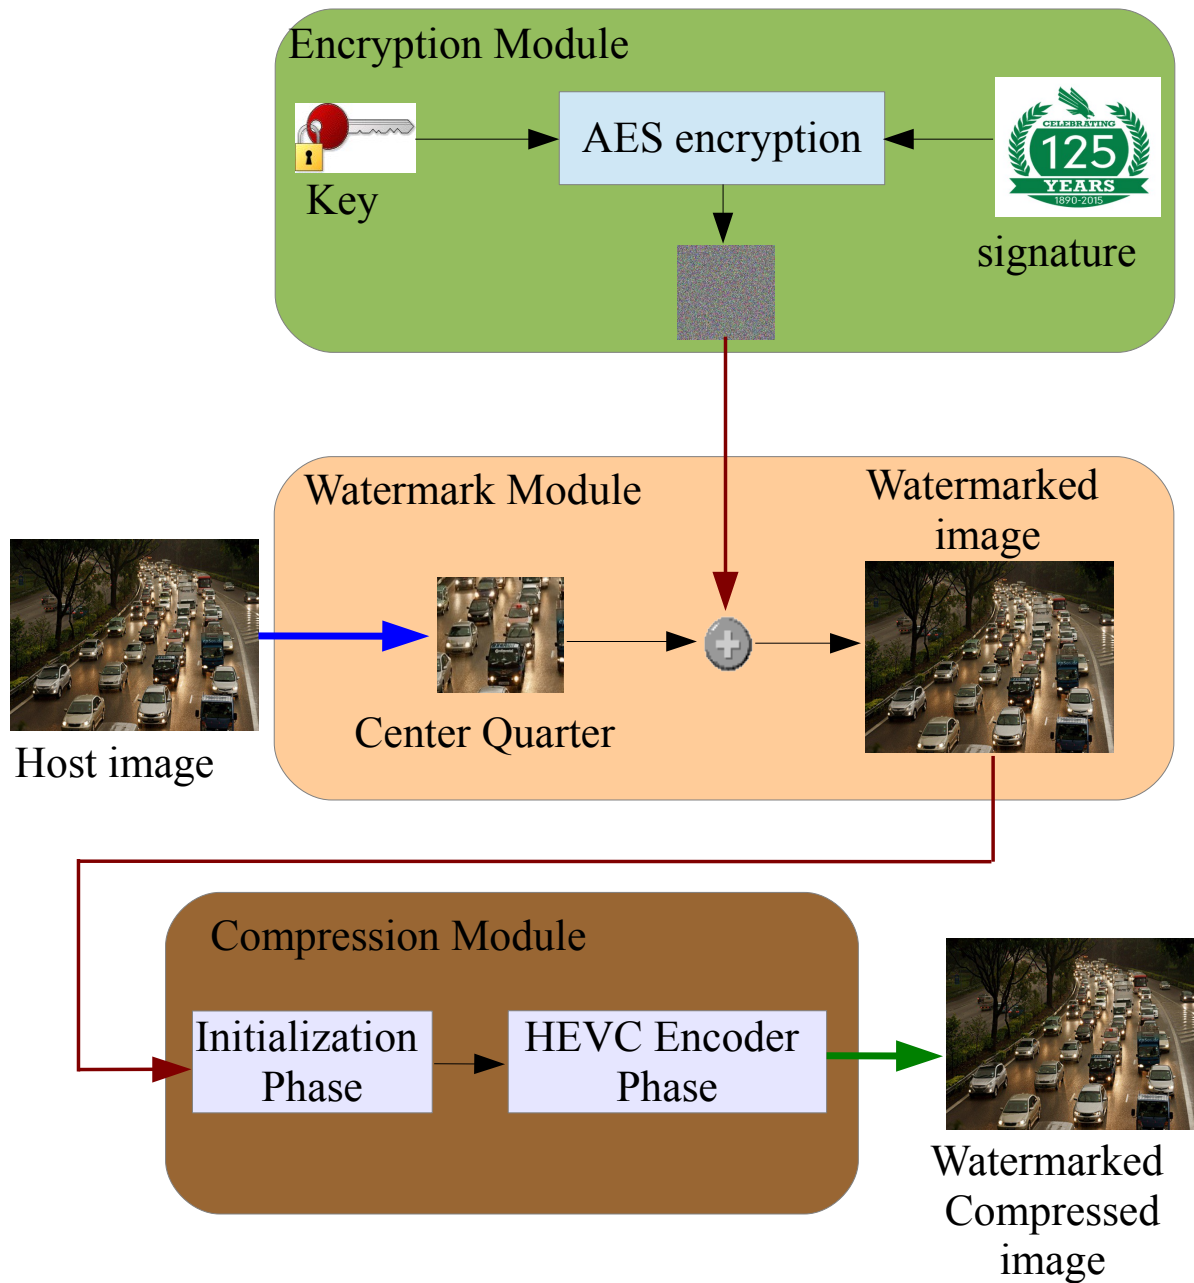 Encryption Module
AES encryption
Key
CELEBRATING
125
YEARS
1890-2015
signature
Watermark Module
Watermarked
image
Center Quarter
Host image
Compression Module
Initialization
Phase
HEVC Encoder
Phase
Watermarked
Compressed
image